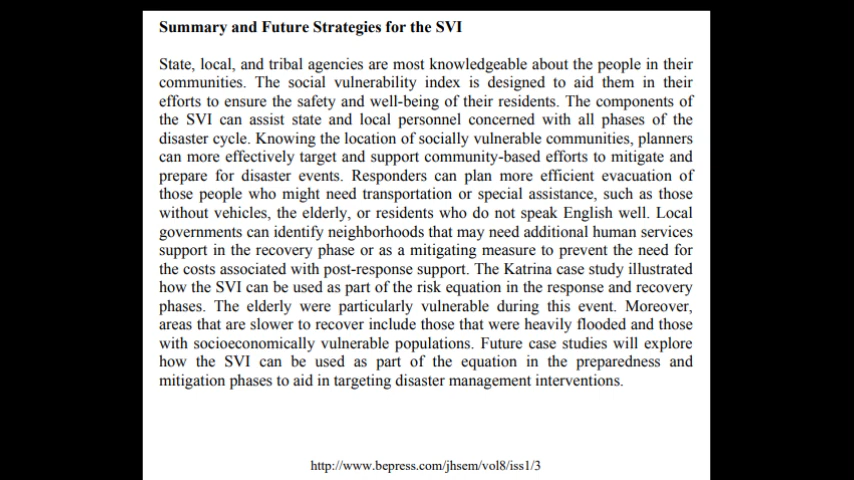 Summary and Future Strategies for the SVI
State, local, and tribal agencies are most knowledgeable about the people in their
communities. The social vulnerability index is designed to aid them in their
efforts to ensure the safety and well-being of their residents. The components of
the SVI can assist state and local personnel concerned with all phases of the
disaster cycle. Knowing the location of socially vulnerable communities, planners
can more effectively target and support community-based efforts to mitigate and
prepare for disaster events. Responders can plan more efficient evacuation of
those people who might need transportation or special assistance, such as those
without vehicles, the elderly, or residents who do not speak English well. Local
governments can identify neighborhoods that may need additional human services
support in the recovery phase or as a mitigating measure to prevent the need for
the costs associated with post-response support. The Katrina case study illustrated
how the SVI can be used as part of the risk equation in the response and recovery
phases. The elderly were particularly vulnerable during this event. Moreover,
areas that are slower to recover include those that were heavily flooded and those
with socioeconomically vulnerable populations. Future case studies will explore
how the SVI can be used as part of the equation in the preparedness and
mitigation phases to aid in targeting disaster management interventions.
http://www.bepress.com/jhsem/vol8/iss1/3